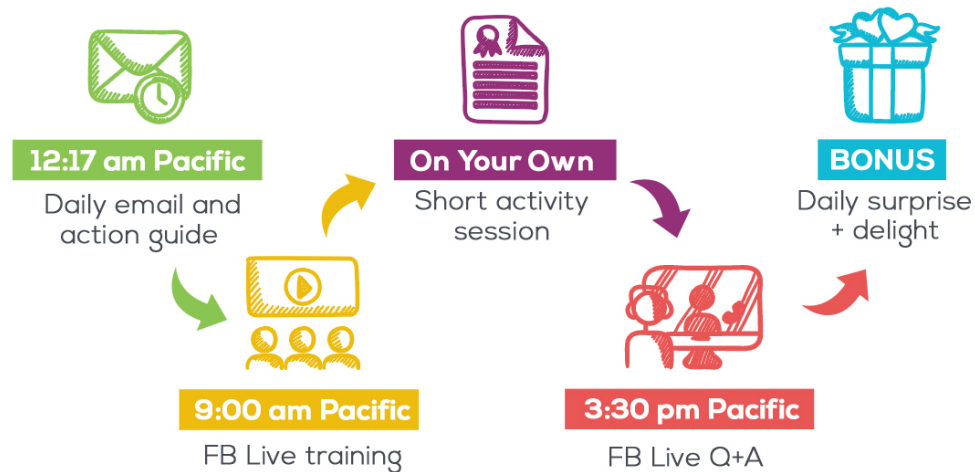 12:17 am Pacific
Daily email and
action guide
9:00 am Pacific
FB Live training
On Your Own
Short activity
session
3:30 pm Pacific
FB Live Q+A
BONUS
Daily surprise
+ delight